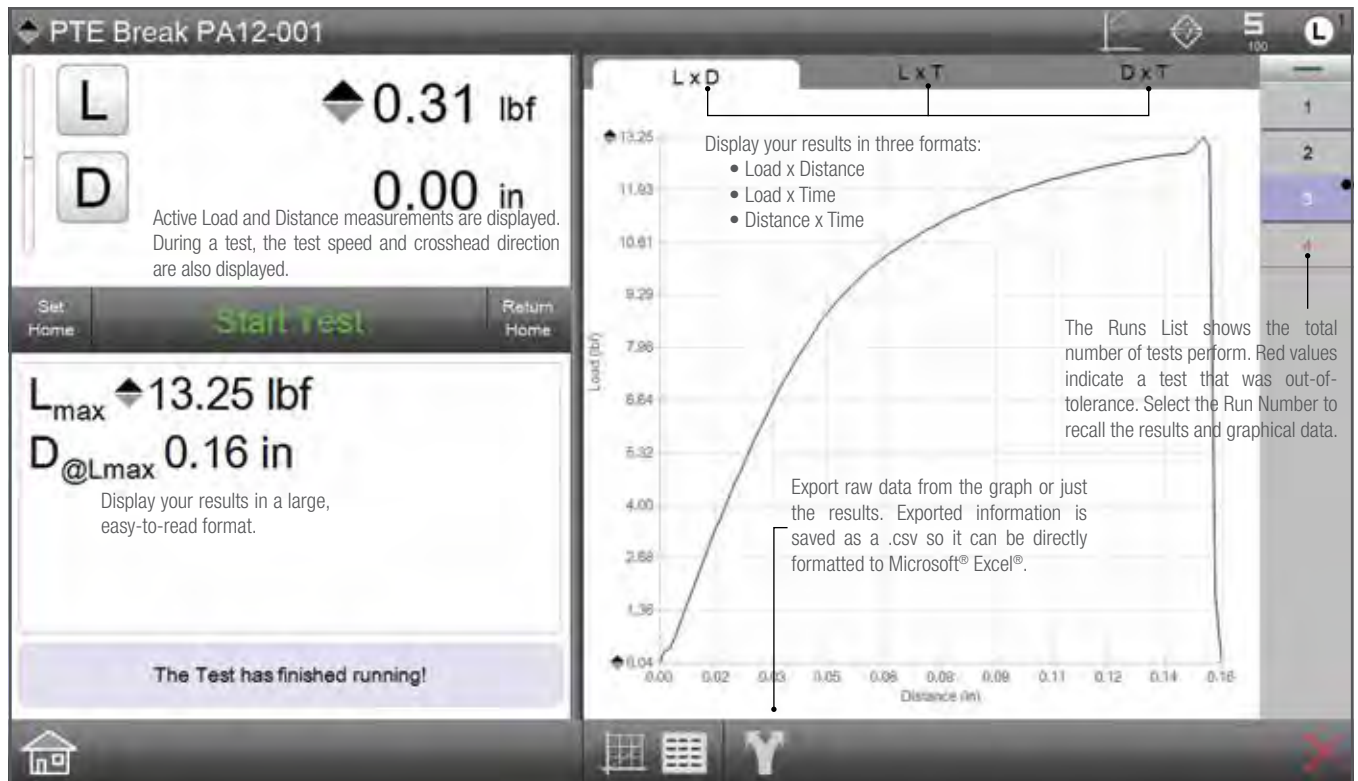 PTE Break PA12-001
S
100
L
1
L
0.31 lbf
D
0.00 in
Active Load and Distance measurements are displayed.
During a test, the test speed and crosshead direction
are also displayed.
Set
Home
Start Test
Return
Home
Lmax 13.25 lbf
D@Lmax 0.16 in
Display your results in a large,
easy-to-read format.
The Test has finished running!
L x D
L x T
D x T
Display your results in three formats:
• Load x Distance
• Load x Time
• Distance x Time
13.25
11.93
10.61
9.29
7.96
6.64
5.32
4.00
2.68
1.36
0.04
Load (lbf)
0.00
0.02
0.03
0.05
0.06
0.08
0.09
0.11
0.12
0.14
0.16
Distance (in)
Export raw data from the graph or just
the results. Exported information is
saved as a .csv so it can be directly
formatted to Microsoft® Excel®.
1
2
3
4
The Runs List shows the total
number of tests perform. Red values
indicate a test that was out-of-
tolerance. Select the Run Number to
recall the results and graphical data.